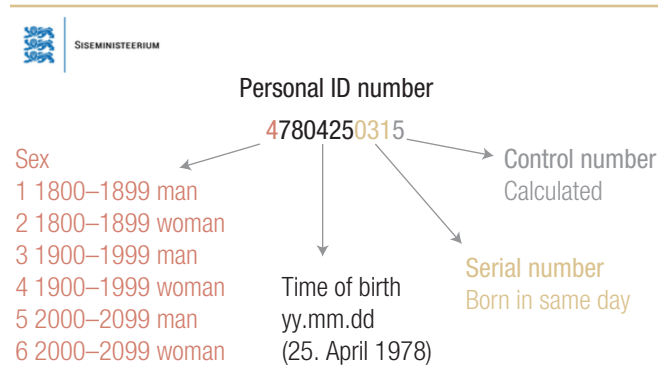 SISEMINISTEERIUM
Personal ID number
47804250315
Sex
1 1800–1899 man
2 1800–1899 woman
3 1900–1999 man
4 1900–1999 woman
5 2000–2099 man
6 2000–2099 woman
Time of birth
yy.mm.dd
(25. April 1978)
Serial number
Born in same day
Control number
Calculated